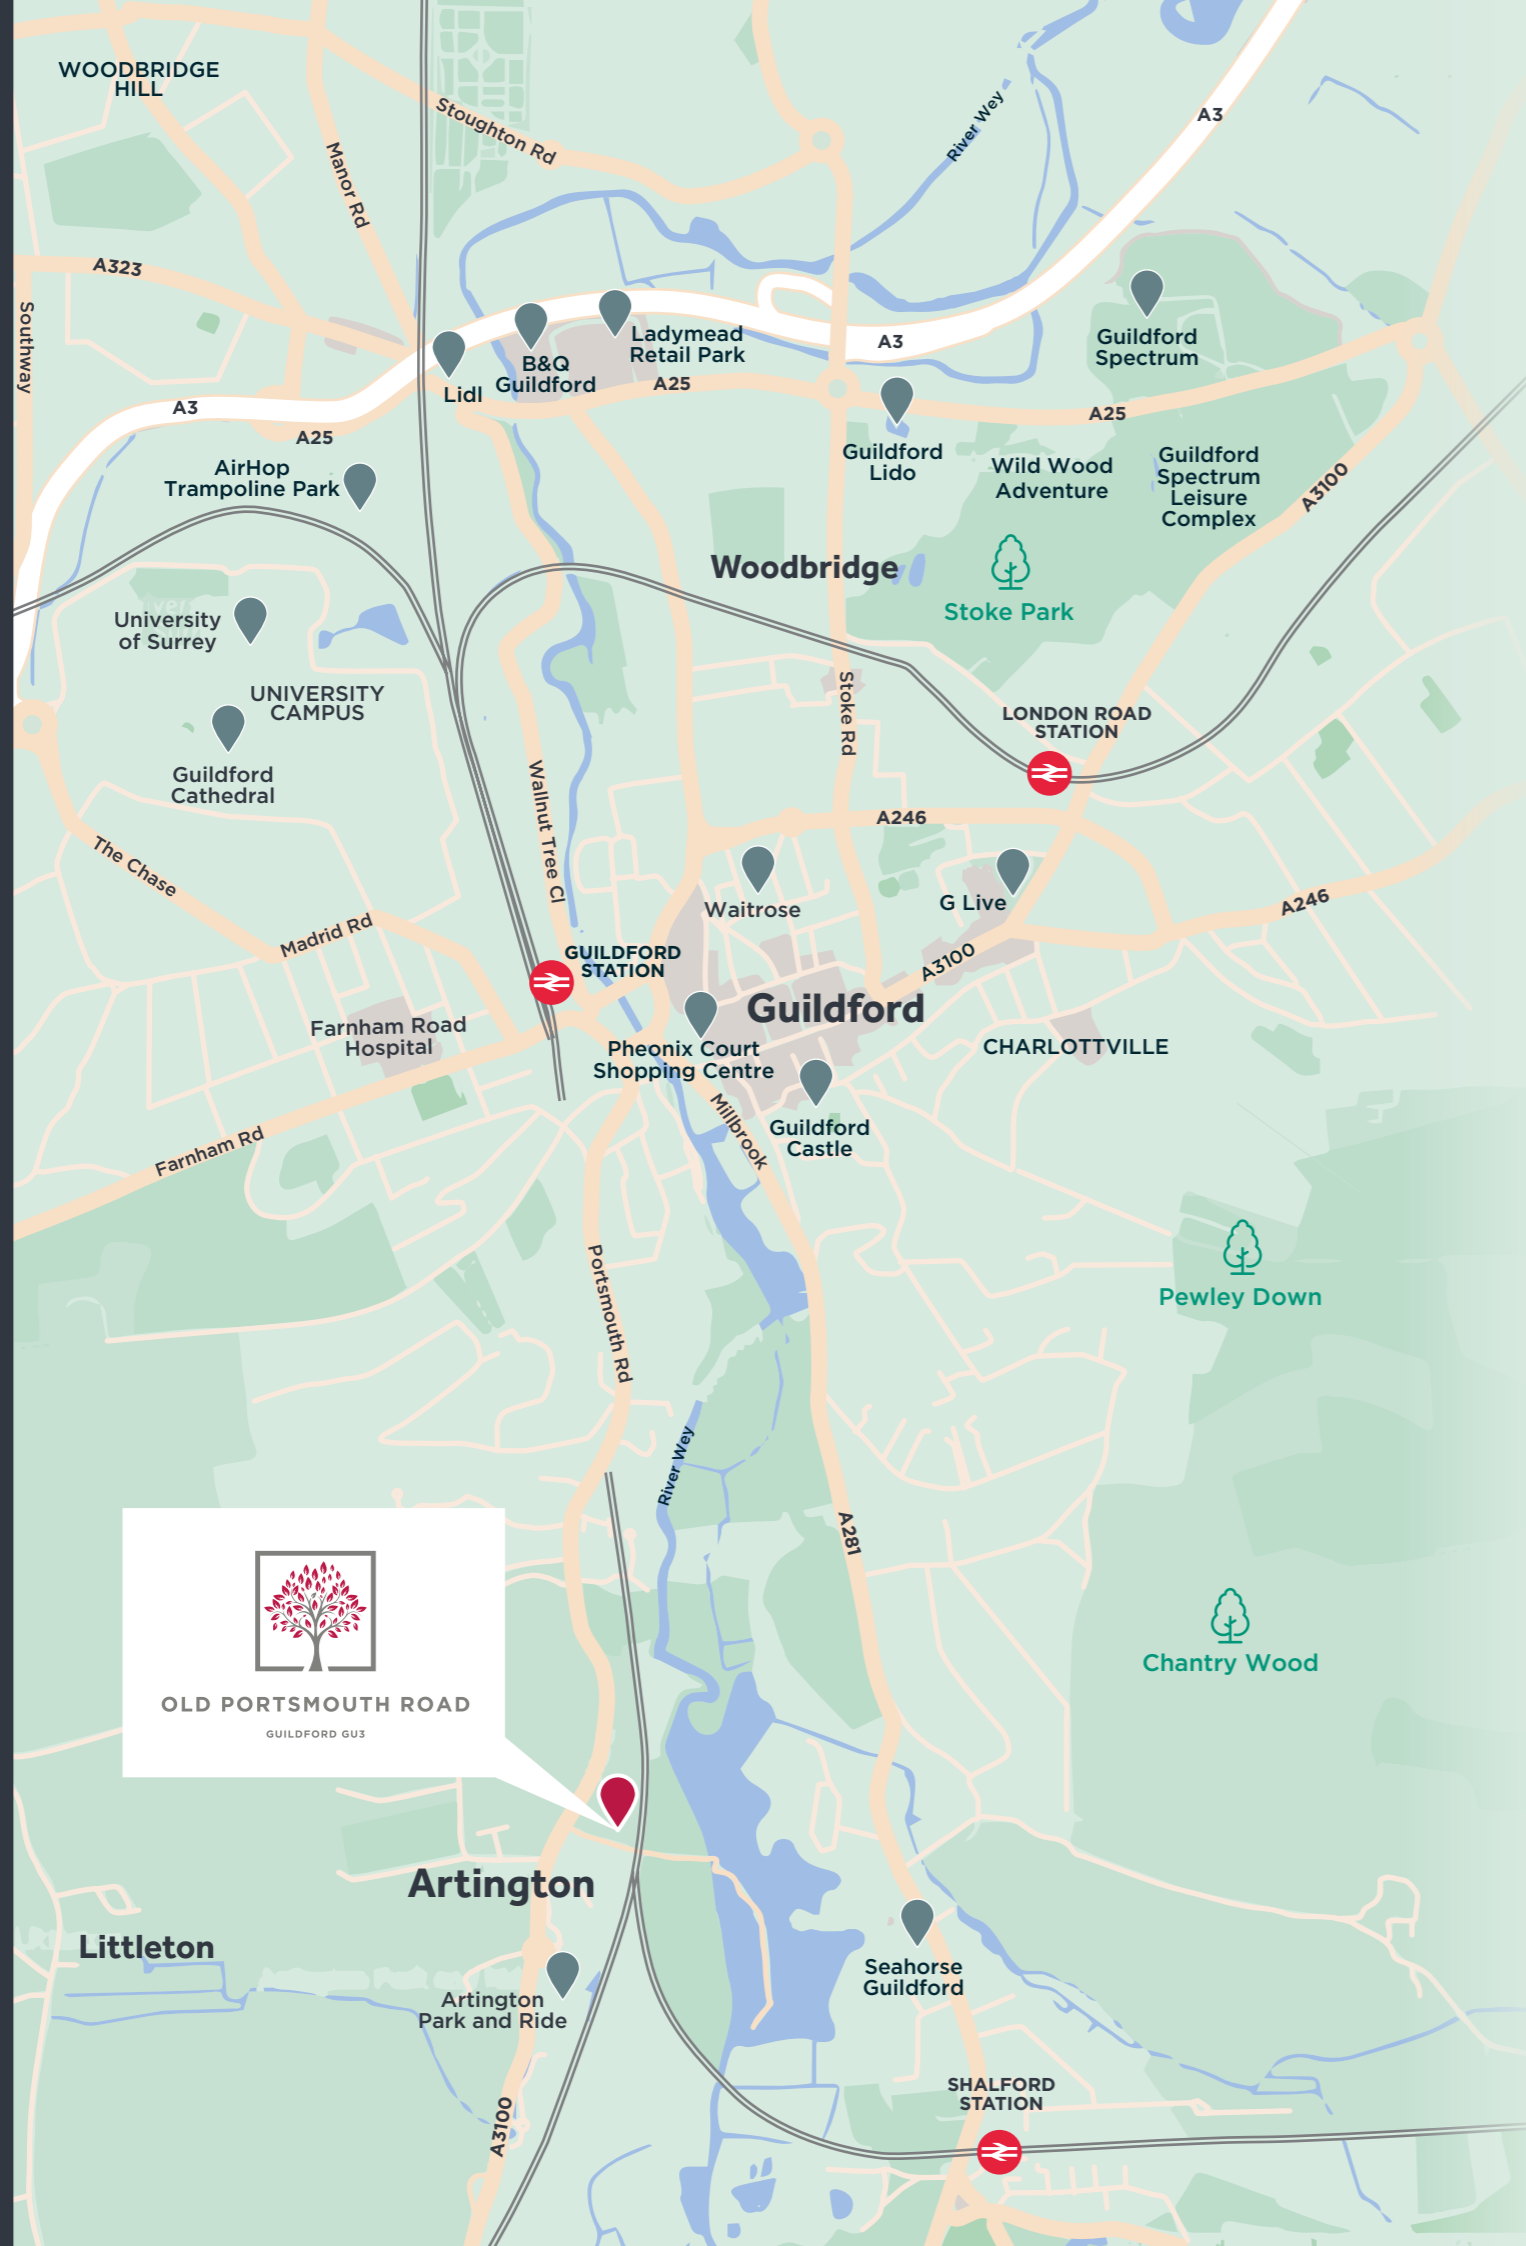 WOODBRIDGE
HILL
Stoughton Rd
Manor Rd
River Wey
A3
A323
Southway
Guildford
Spectrum
Ladymead
Retail Park
B&Q
Guildford
Lidl
A3
A25
A25
A3
A25
AirHop
Trampoline Park
Guildford
Lido
Wild Wood
Adventure
Guildford
Spectrum
Leisure
Complex
A3100
Woodbridge
Stoke Park
University
of Surrey
UNIVERSITY
CAMPUS
Guildford
Cathedral
Stoke Rd
LONDON ROAD
STATION
Wallnut Tree Cl
A246
The Chase
Madrid Rd
Waitrose
G Live
A246
A3100
GUILDFORD
STATION
Guildford
Farnham Road
Hospital
Pheonix Court
Shopping Centre
CHARLOTTVILLE
Millbrook
Guildford
Castle
Farnham Rd
Portsmouth Rd
Pewley Down
River Wey
A281
OLD PORTSMOUTH ROAD
GUILDFORD GU3
Chantry Wood
Artington
Littleton
Artington
Park and Ride
Seahorse
Guildford
SHALFORD
STATION
A3100